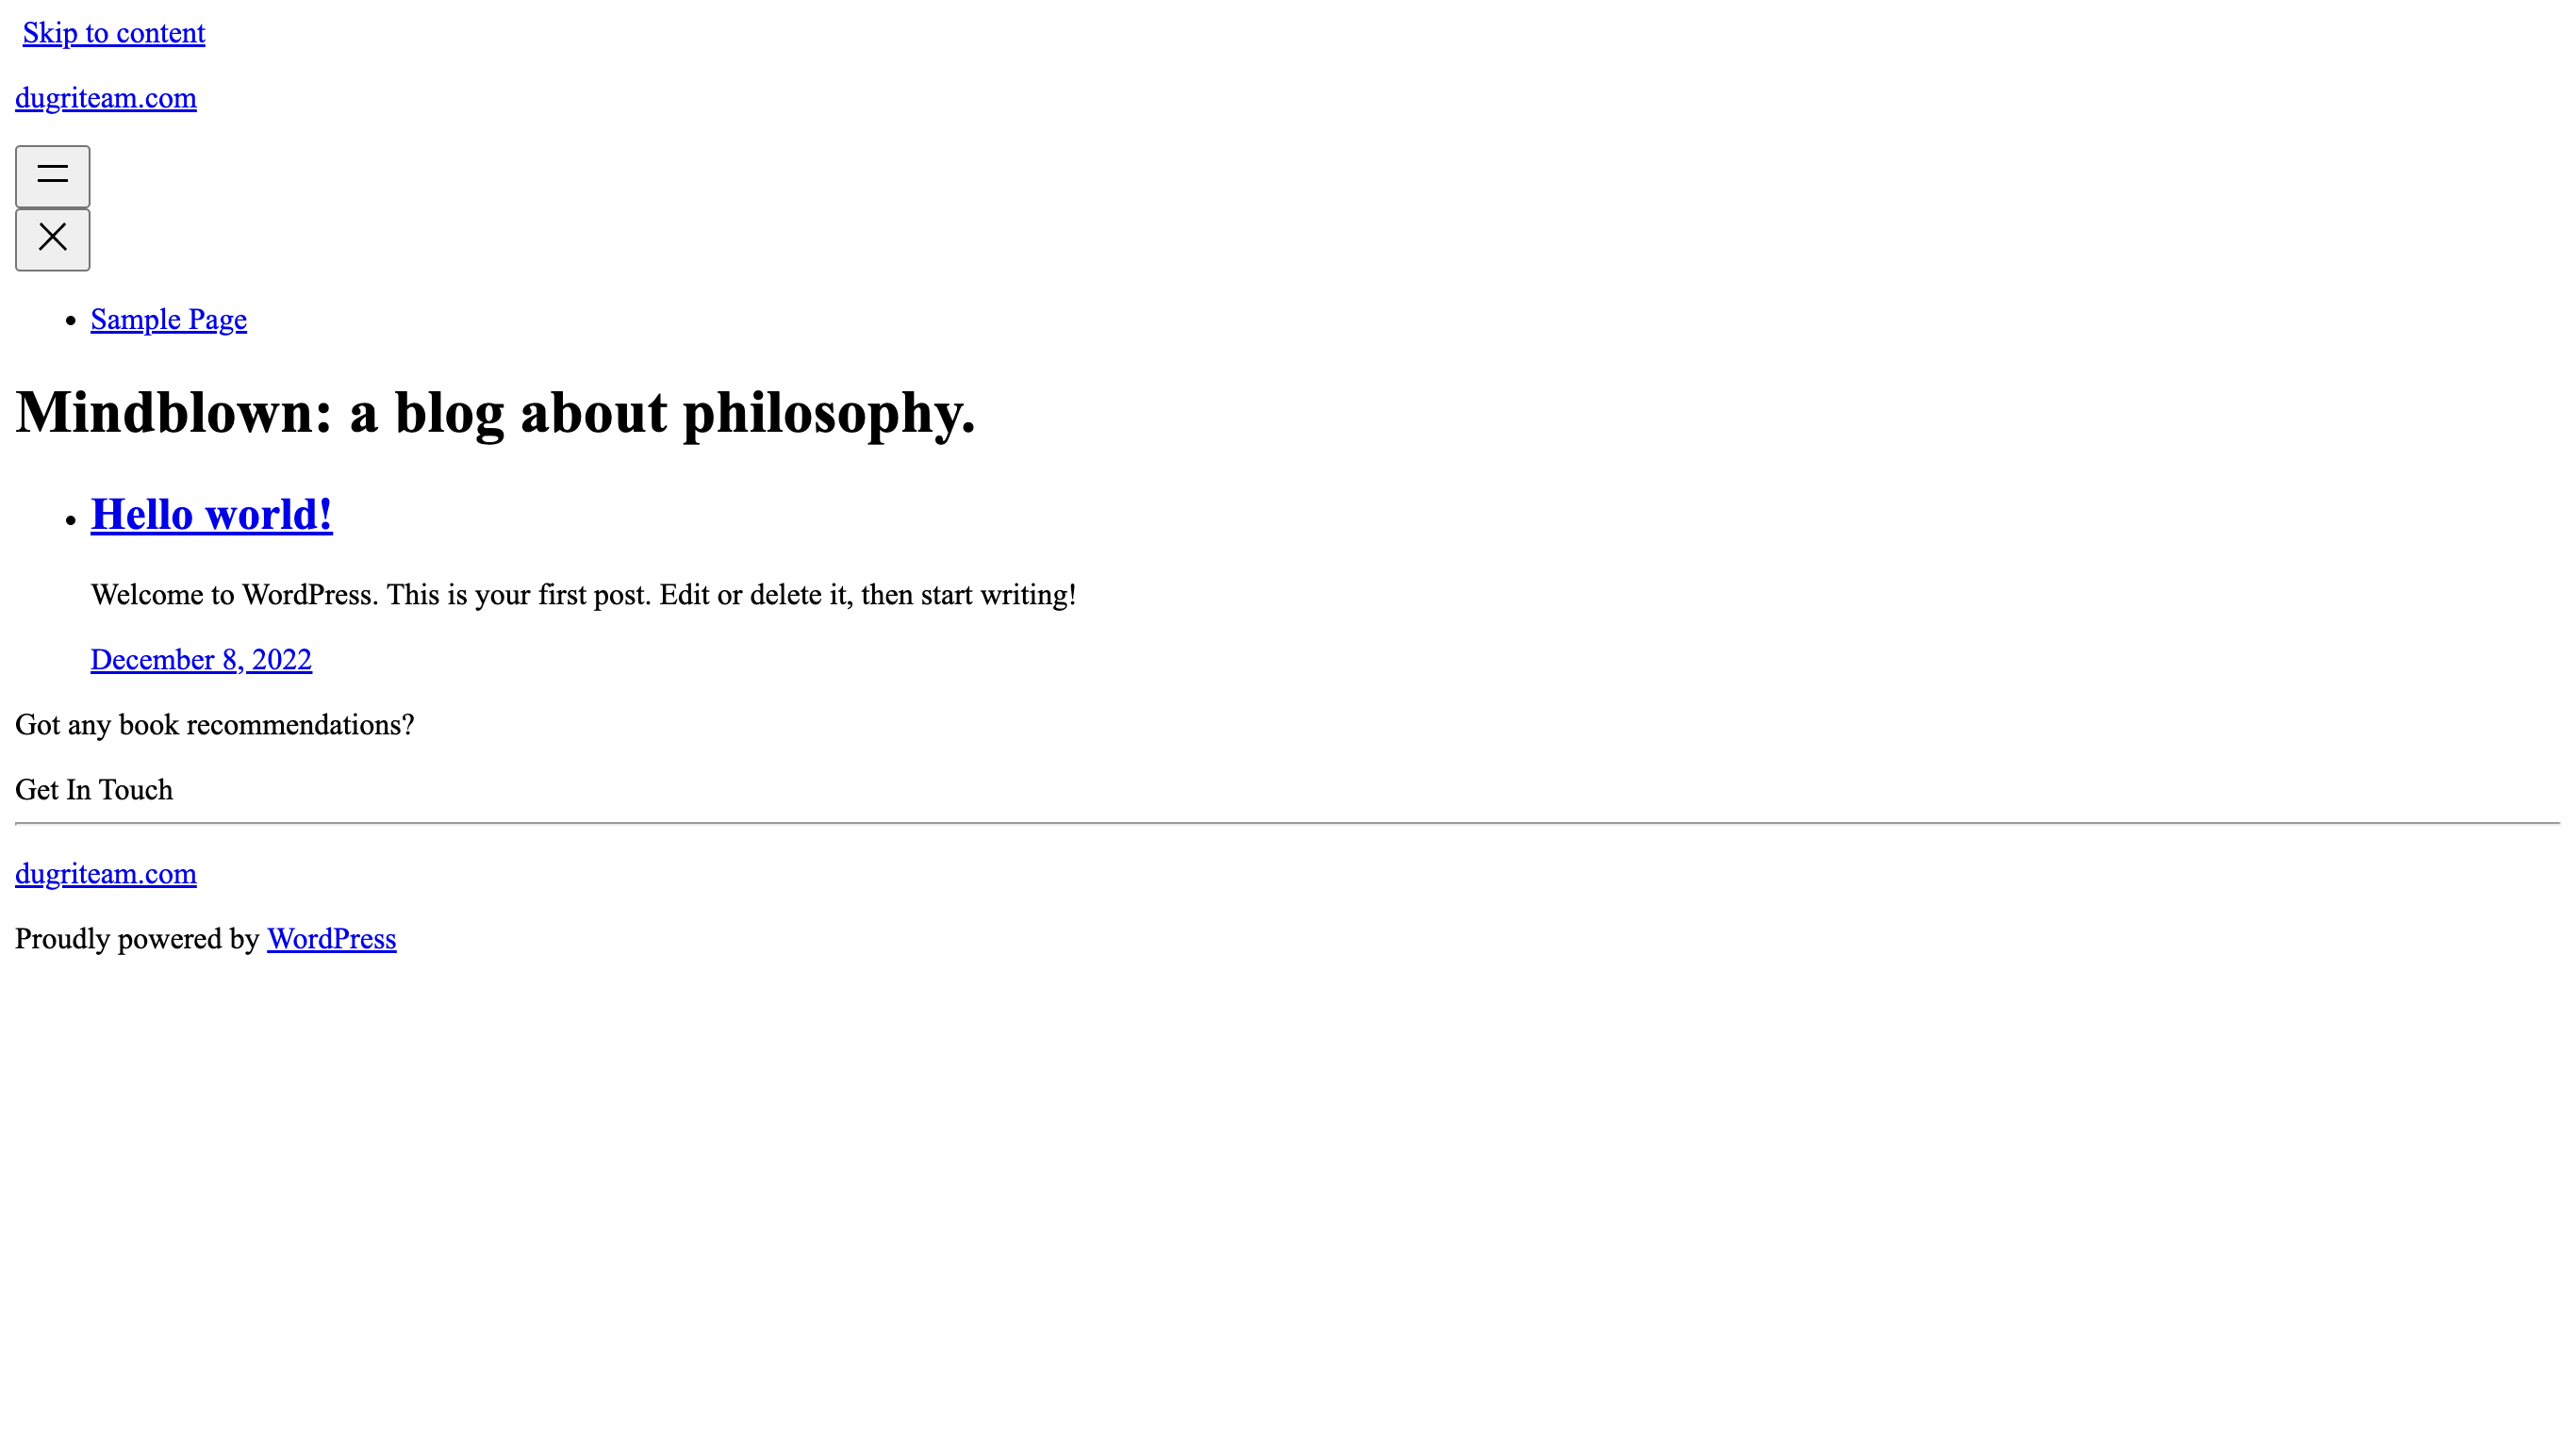 Skip to content
dugriteam.com
Sample Page
Mindblown: a blog about philosophy.
Hello world!
Welcome to WordPress. This is your first post. Edit or delete it, then start writing!
December 8, 2022
Got any book recommendations?
Get In Touch
dugriteam.com
Proudly powered by WordPress